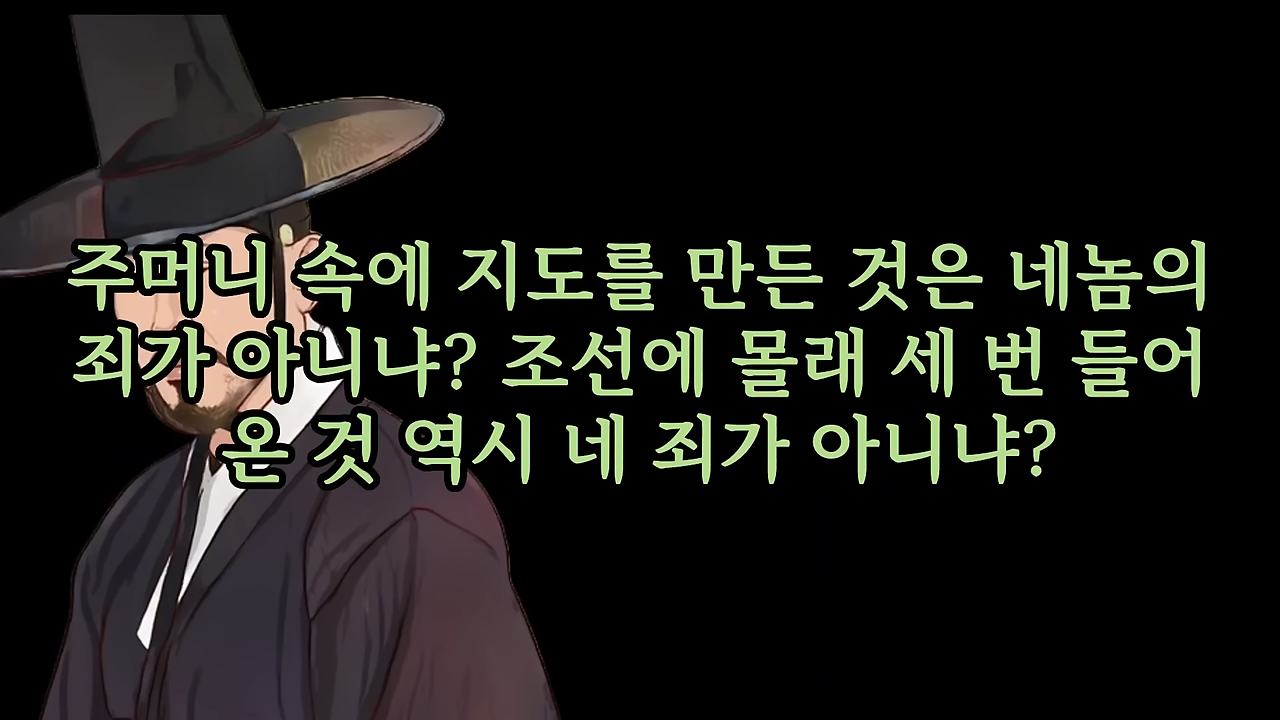 주머니 속에 지도를 만든 것은 네놈의
죄가 아니냐? 조선에 몰래 세 번 들어
온 것 역시 네 죄가 아니냐?